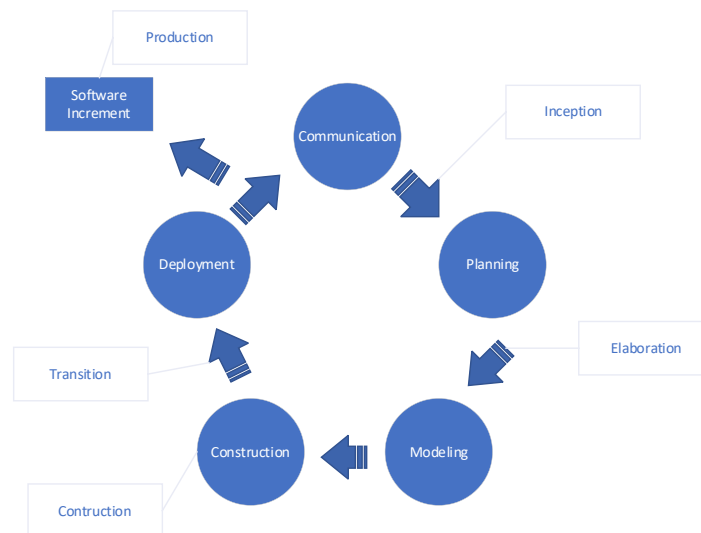 Production
Software
Increment
Communication
Inception
Deployment
Planning
Elaboration
Transition
Construction
Modeling
Contruction